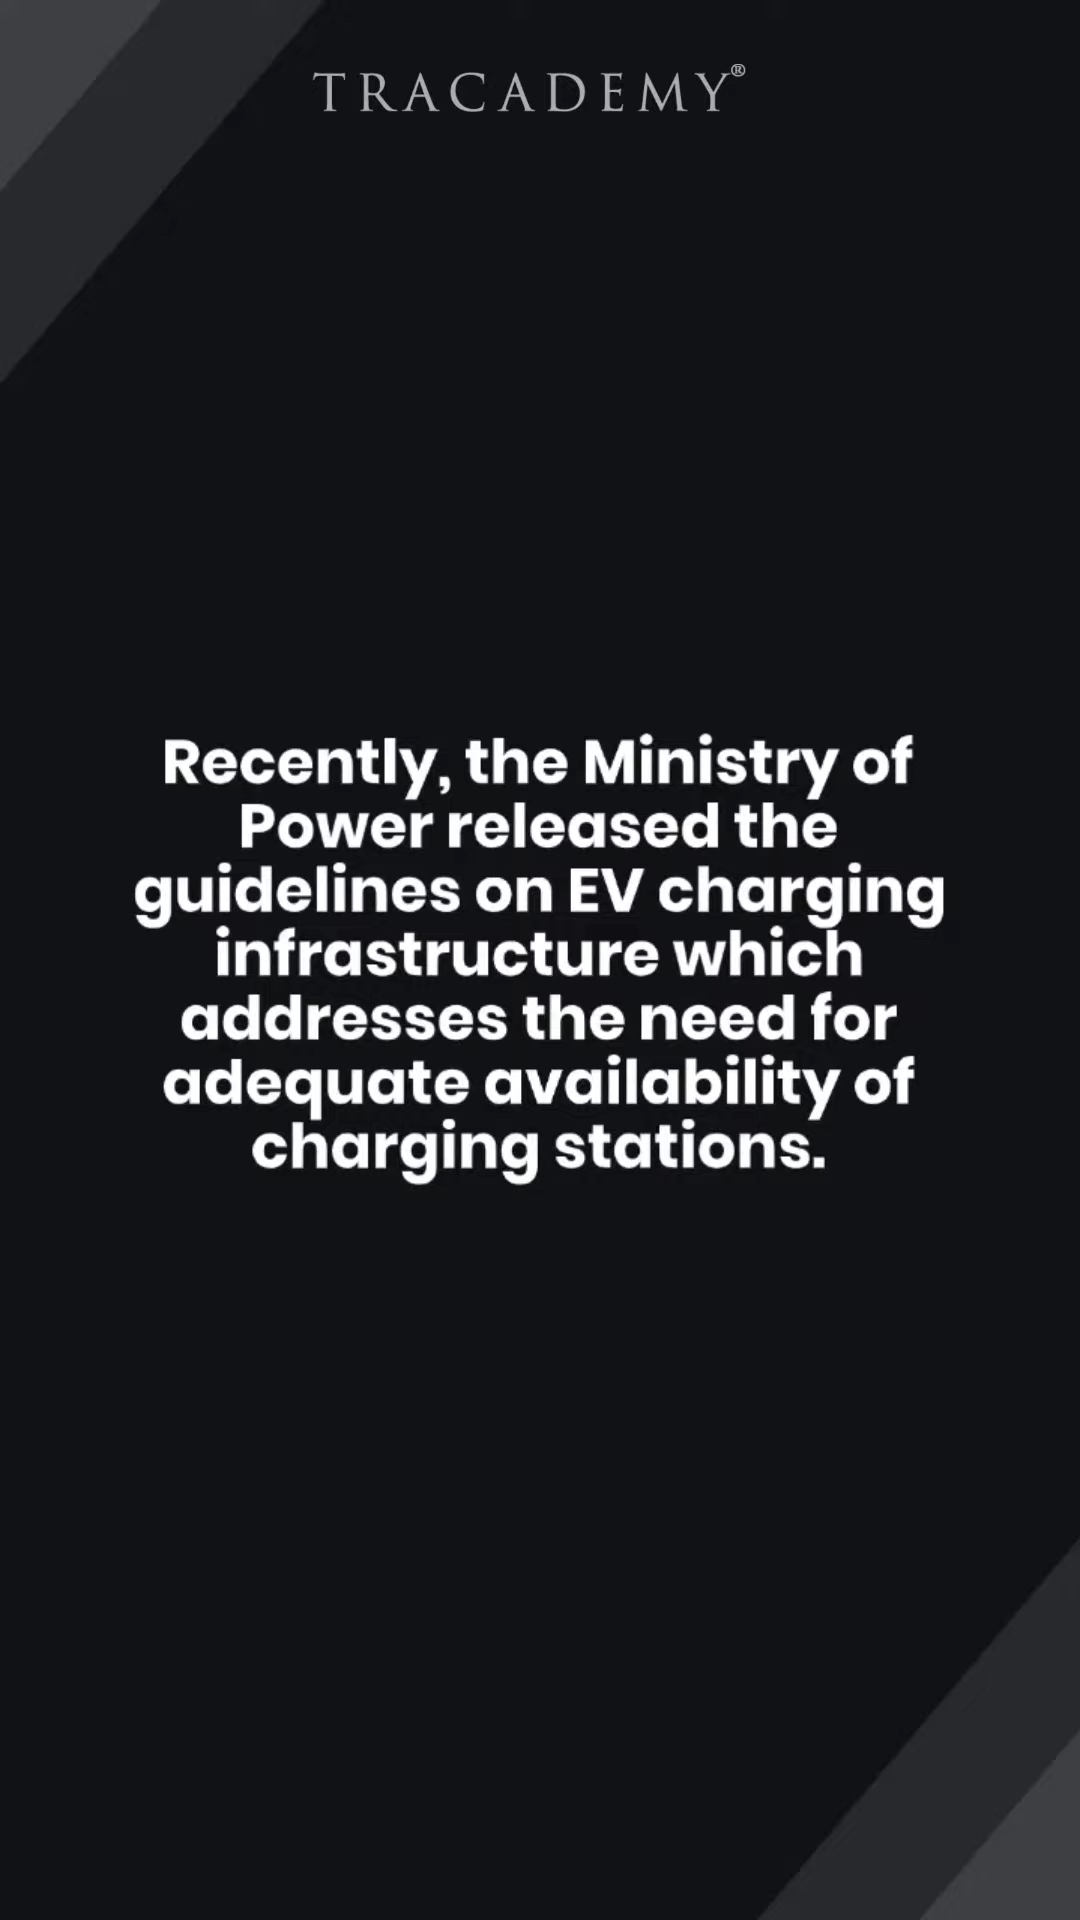 TRACADEMY®
Recently, the Ministry of
Power released the
guidelines on EV charging
infrastructure which
addresses the need for
adequate availability of
charging stations.